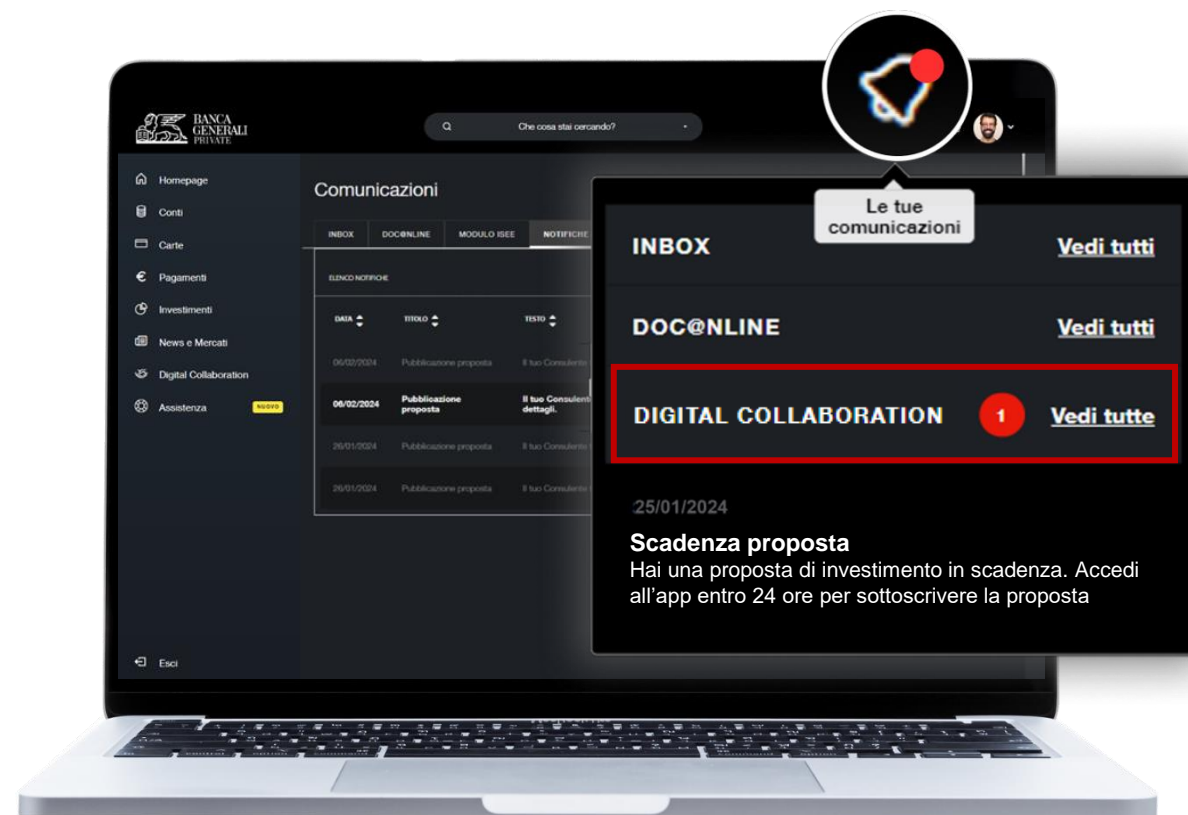 BANCA
GENERALI
PRIVATE
Che cosa stai cercando?
Homepage
Conti
Carte
€ Pagamenti
Investimenti
News e Mercati
Digital Collaboration
Assistenza NUOVO
Esci
Comunicazioni
INBOX DOC@NLINE MODULO ISEE NOTIFICHE
ELENCO NOTIFICHE
DATA TITOLO TESTO
06/02/2024 Pubblicazione proposta Il tuo Consulente
06/02/2024 Pubblicazione proposta Il tuo Consulente
dettagli.
26/01/2024 Pubblicazione proposta Il tuo Consulente
26/01/2024 Pubblicazione proposta Il tuo Consulente
Le tue
comunicazioni
INBOX Vedi tutti
DOC@NLINE Vedi tutti
DIGITAL COLLABORATION 1 Vedi tutte
25/01/2024
Scadenza proposta
Hai una proposta di investimento in scadenza. Accedi
all’app entro 24 ore per sottoscrivere la proposta